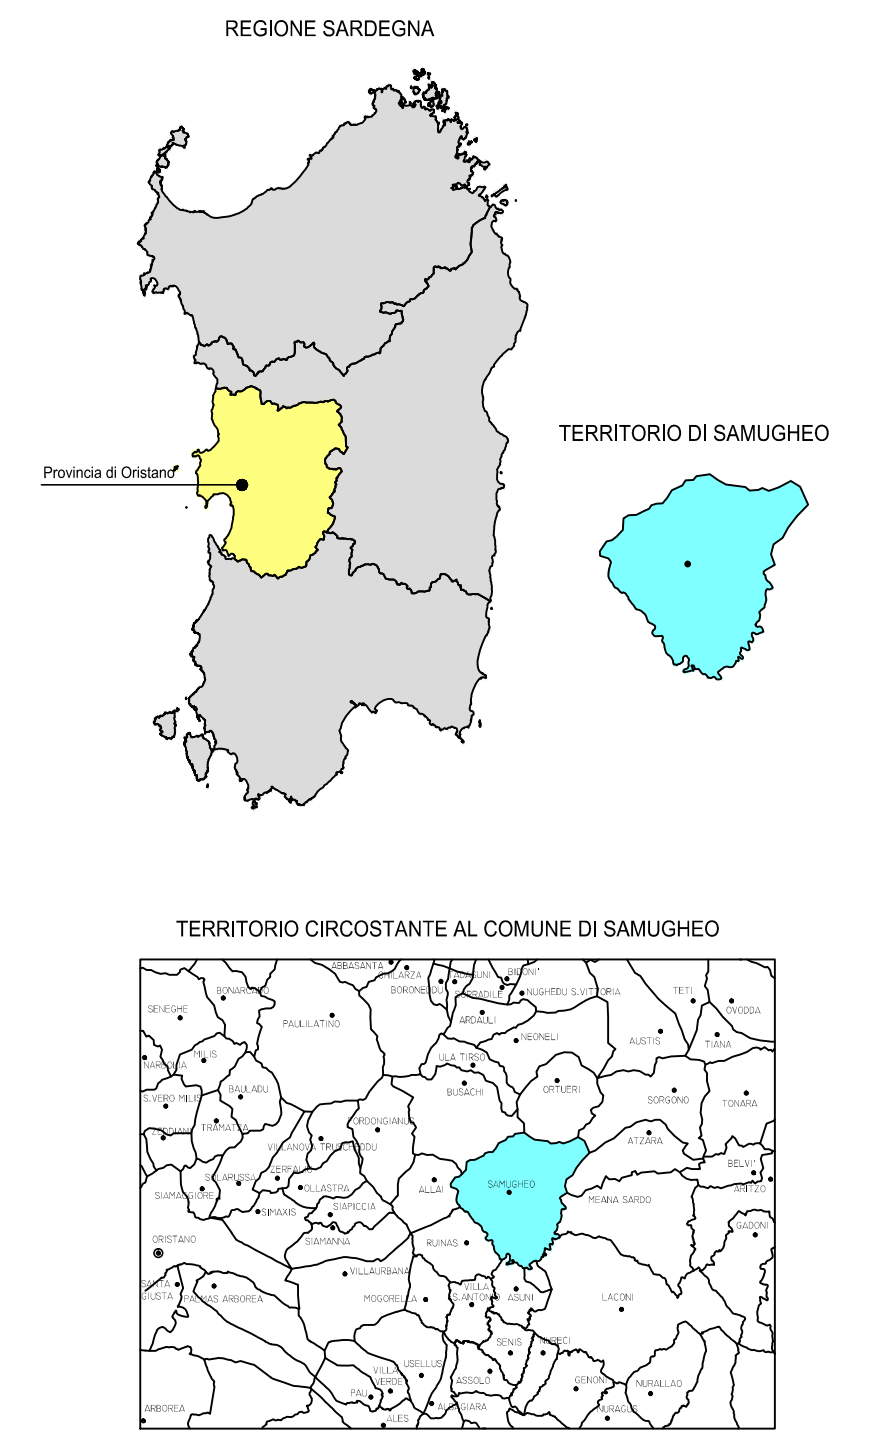 REGIONE SARDEGNA
TERRITORIO DI SAMUGHEO
Provincia di Oristano
TERRITORIO CIRCOSTANTE AL COMUNE DI SAMUGHEO
ABBASANTA
GHILARZA
TADASUNI
BIDONI'
BORONEDDU
SORRADILE
NUGHEDU S.VITTORIA
BONARCADO
TETI
SENEGHE
OVODDA
PAULILATINO
ARDAULI
NEONELI
AUSTIS
TIANA
MILIS
ULA TIRSO
NARBOLIA
BAULADU
BUSACHI
ORTUERI
S.VERO MILIS
SORGONO
TONARA
TRAMATZA
FORDONGIANUS
ZEDDIANI
VILLANOVA TRUSCHEDU
ATZARA
BELVI'
SOLARUSSA
ZERFALIU
SIAMAGGIORE
OLLASTRA
ALLAI
SAMUGHEO
ARITZO
MEANA SARDO
SIMAXIS
SIAPICCIA
GADONI
ORISTANO
SIAMANNA
RUINAS
VILLAURBANA
SANTA
GIUSTA
PALMAS ARBOREA
MOGORELLA
VILLA
S.ANTONIO
ASUNI
LACONI
SENIS
NURECI
USELLUS
VILLA
VERDE
ASSOLO
GENONI
NURALLAO
PAU
ALBAGIARA
ARBOREA
ALES
NURAGUS